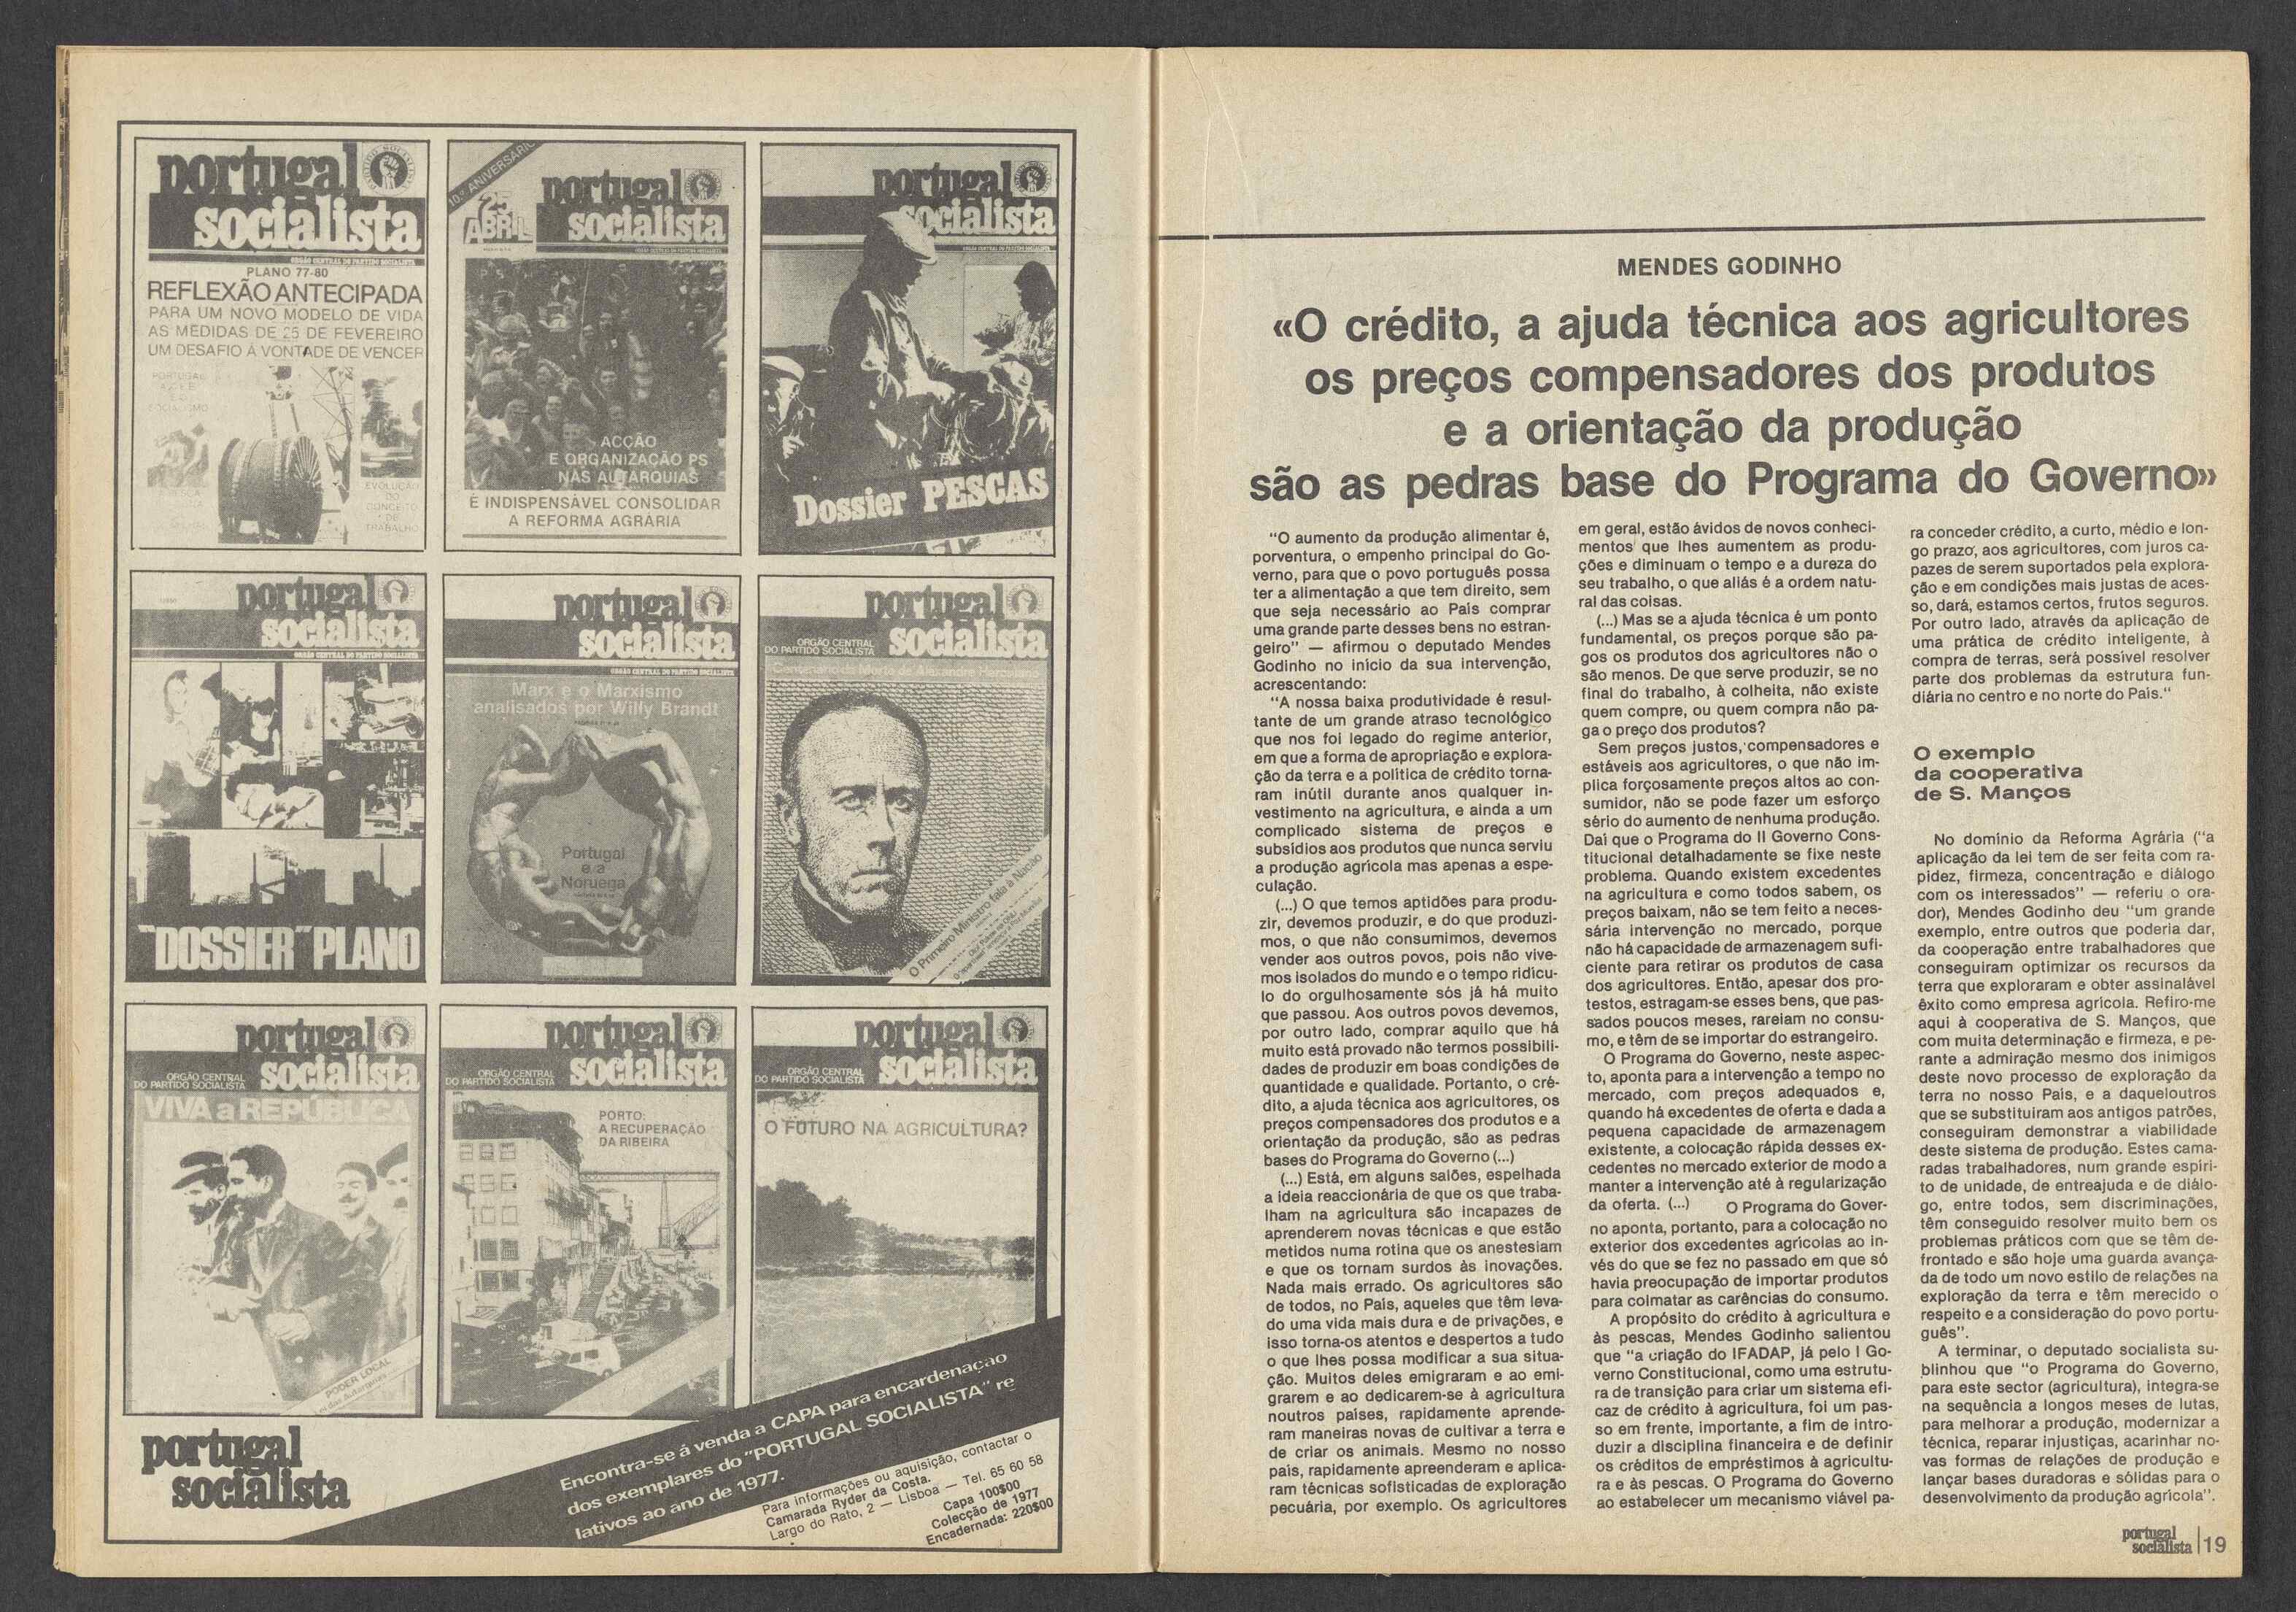 portugal
socialista
ORGÃO CENTRAL DO PARTIDO SOCIALISTA
PLANO 77-80
REFLEXÃO ANTECIPADA
PARA UM NOVO MODELO DE VIDA
AS MEDIDAS DE 25 DE FEVEREIRO
UM DESAFIO À VONTADE DE VENCER
EVOLUÇÃO
DO
CONCEITO
DE
TRABALHO
10.º ANIVERSÁRIO
25
ABRIL
portugal
socialista
ORGÃO CENTRAL DO PARTIDO SOCIALISTA
ACÇÃO
E ORGANIZAÇÃO PS
NAS AUTARQUIAS
É INDISPENSÁVEL CONSOLIDAR
A REFORMA AGRÁRIA
portugal
socialista
Dossier PESCAS
portugal
socialista
ORGÃO CENTRAL DO PARTIDO SOCIALISTA
"DOSSIER" PLANO
portugal
socialista
ORGÃO CENTRAL DO PARTIDO SOCIALISTA
Marx e o Marxismo
analisados por Willy Brandt
Portugal
e a
Noruega
portugal
socialista
ORGÃO CENTRAL
DO PARTIDO SOCIALISTA
Centenário da Morte de Alexandre Herculano
O Primeiro Ministro fala à Nação
portugal
socialista
ORGÃO CENTRAL
DO PARTIDO SOCIALISTA
VIVA a REPÚBLICA
PODER LOCAL
portugal
socialista
ORGÃO CENTRAL
DO PARTIDO SOCIALISTA
PORTO:
A RECUPERAÇÃO
DA RIBEIRA
portugal
socialista
ORGÃO CENTRAL
DO PARTIDO SOCIALISTA
O FUTURO NA AGRICULTURA?
portugal
socialista
Encontra-se á venda a CAPA para encardenação
dos exemplares do "PORTUGAL SOCIALISTA" re
lativos ao ano de 1977.
Para informações ou aquisição, contactar o
Camarada Ryder da Costa.
Largo do Rato, 2 — Lisboa — Tel. 65 60 58
Capa 100$00
Colecção de 1977
Encadernada: 220$00
MENDES GODINHO
«O crédito, a ajuda técnica aos agricultores
os preços compensadores dos produtos
e a orientação da produção
são as pedras base do Programa do Governo»
"O aumento da produção alimentar é,
porventura, o empenho principal do Go-
verno, para que o povo português possa
ter a alimentação a que tem direito, sem
que seja necessário ao País comprar
uma grande parte desses bens no estran-
geiro" — afirmou o deputado Mendes
Godinho no início da sua intervenção,
acrescentando:
"A nossa baixa produtividade é resul-
tante de um grande atraso tecnológico
que nos foi legado do regime anterior,
em que a forma de apropriação e explora-
ção da terra e a política de crédito torna-
ram inútil durante anos qualquer in-
vestimento na agricultura, e ainda a um
complicado sistema de preços e
subsídios aos produtos que nunca serviu
a produção agrícola mas apenas a espe-
culação.
(...) O que temos aptidões para produ-
zir, devemos produzir, e do que produzi-
mos, o que não consumimos, devemos
vender aos outros povos, pois não vive-
mos isolados do mundo e o tempo ridícu-
lo do orgulhosamente sós já há muito
que passou. Aos outros povos devemos,
por outro lado, comprar aquilo que há
muito está provado não termos possibili-
dades de produzir em boas condições de
quantidade e qualidade. Portanto, o cré-
dito, a ajuda técnica aos agricultores, os
preços compensadores dos produtos e a
orientação da produção, são as pedras
bases do Programa do Governo (...)
(...) Está, em alguns salões, espelhada
a ideia reaccionária de que os que traba-
lham na agricultura são incapazes de
aprenderem novas técnicas e que estão
metidos numa rotina que os anestesiam
e que os tornam surdos às inovações.
Nada mais errado. Os agricultores são
de todos, no País, aqueles que têm leva-
do uma vida mais dura e de privações, e
isso torna-os atentos e despertos a tudo
o que lhes possa modificar a sua situa-
ção. Muitos deles emigraram e ao emi-
grarem e ao dedicarem-se à agricultura
noutros países, rapidamente aprende-
ram maneiras novas de cultivar a terra e
de criar os animais. Mesmo no nosso
país, rapidamente apreenderam e aplica-
ram técnicas sofisticadas de exploração
pecuária, por exemplo. Os agricultores
em geral, estão ávidos de novos conheci-
mentos que lhes aumentem as produ-
ções e diminuam o tempo e a dureza do
seu trabalho, o que aliás é a ordem natu-
ral das coisas.
(...) Mas se a ajuda técnica é um ponto
fundamental, os preços porque são pa-
gos os produtos dos agricultores não o
são menos. De que serve produzir, se no
final do trabalho, à colheita, não existe
quem compre, ou quem compra não pa-
ga o preço dos produtos?
Sem preços justos, compensadores e
estáveis aos agricultores, o que não im-
plica forçosamente preços altos ao con-
sumidor, não se pode fazer um esforço
sério do aumento de nenhuma produção.
Daí que o Programa do II Governo Cons-
titucional detalhadamente se fixe neste
problema. Quando existem excedentes
na agricultura e como todos sabem, os
preços baixam, não se tem feito a neces-
sária intervenção no mercado, porque
não há capacidade de armazenagem sufi-
ciente para retirar os produtos de casa
dos agricultores. Então, apesar dos pro-
testos, estragam-se esses bens, que pas-
sados poucos meses, rareiam no consu-
mo, e têm de se importar do estrangeiro.
O Programa do Governo, neste aspec-
to, aponta para a intervenção a tempo no
mercado, com preços adequados e,
quando há excedentes de oferta e dada a
pequena capacidade de armazenagem
existente, a colocação rápida desses ex-
cedentes no mercado exterior de modo a
manter a intervenção até à regularização
da oferta. (...) O Programa do Gover-
no aponta, portanto, para a colocação no
exterior dos excedentes agrícolas ao in-
vés do que se fez no passado em que só
havia preocupação de importar produtos
para colmatar as carências do consumo.
A propósito do crédito à agricultura e
às pescas, Mendes Godinho salientou
que "a criação do IFADAP, já pelo I Go-
verno Constitucional, como uma estrutu-
ra de transição para criar um sistema efi-
caz de crédito à agricultura, foi um pas-
so em frente, importante, a fim de intro-
duzir a disciplina financeira e de definir
os créditos de empréstimos à agricultu-
ra e às pescas. O Programa do Governo
ao estabelecer um mecanismo viável pa-
ra conceder crédito, a curto, médio e lon-
go prazo, aos agricultores, com juros ca-
pazes de serem suportados pela explora-
ção e em condições mais justas de aces-
so, dará, estamos certos, frutos seguros.
Por outro lado, através da aplicação de
uma prática de crédito inteligente, à
compra de terras, será possível resolver
parte dos problemas da estrutura fun-
diária no centro e no norte do País."
O exemplo
da cooperativa
de S. Manços
No domínio da Reforma Agrária ("a
aplicação da lei tem de ser feita com ra-
pidez, firmeza, concentração e diálogo
com os interessados" — referiu o ora-
dor), Mendes Godinho deu "um grande
exemplo, entre outros que poderia dar,
da cooperação entre trabalhadores que
conseguiram optimizar os recursos da
terra que exploraram e obter assinalável
êxito como empresa agrícola. Refiro-me
aqui à cooperativa de S. Manços, que
com muita determinação e firmeza, e pe-
rante a admiração mesmo dos inimigos
deste novo processo de exploração da
terra no nosso País, e a daqueloutros
que se substituiram aos antigos patrões,
conseguiram demonstrar a viabilidade
deste sistema de produção. Estes cama-
radas trabalhadores, num grande espíri-
to de unidade, de entreajuda e de diálo-
go, entre todos, sem discriminações,
têm conseguido resolver muito bem os
problemas práticos com que se têm de-
frontado e são hoje uma guarda avança-
da de todo um novo estilo de relações na
exploração da terra e têm merecido o
respeito e a consideração do povo portu-
guês".
A terminar, o deputado socialista su-
blinhou que "o Programa do Governo,
para este sector (agricultura), integra-se
na sequência a longos meses de lutas,
para melhorar a produção, modernizar a
técnica, reparar injustiças, acarinhar no-
vas formas de relações de produção e
lançar bases duradoras e sólidas para o
desenvolvimento da produção agrícola".
portugal
socialista
19